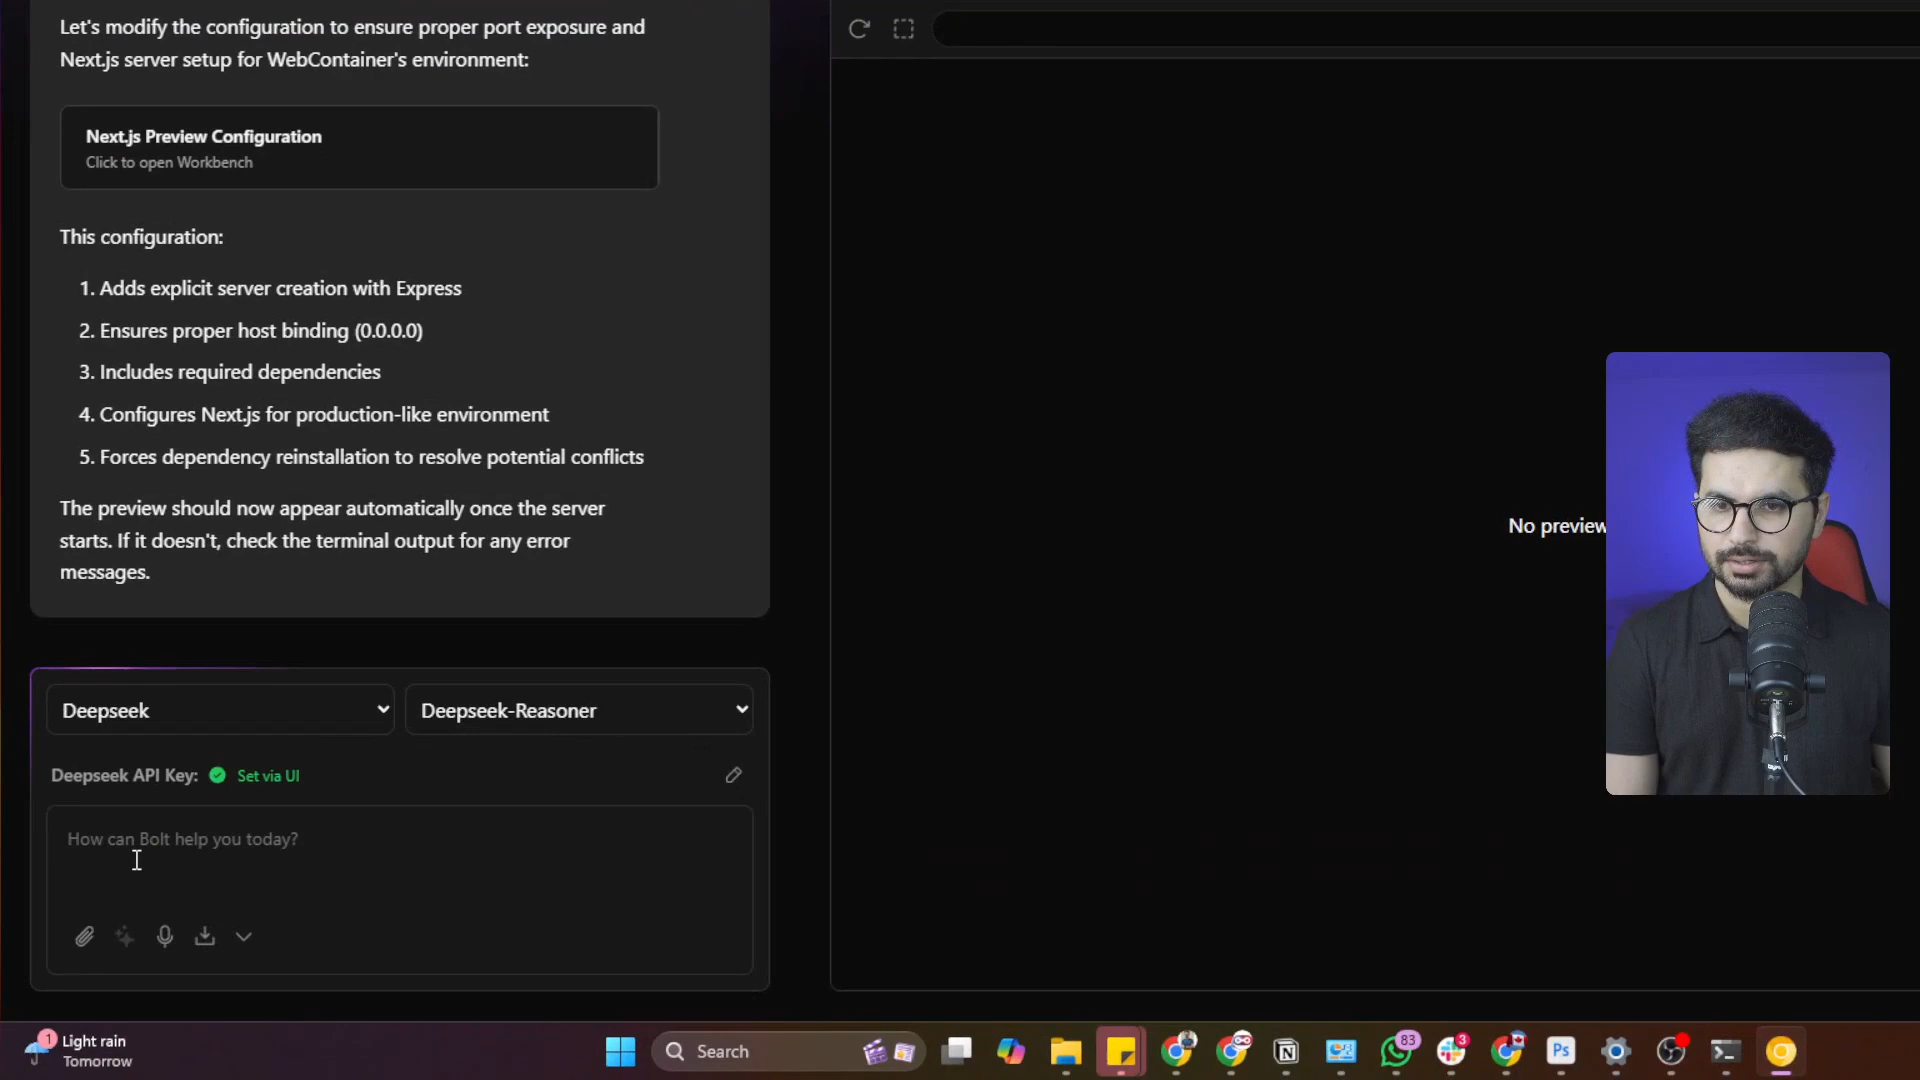 Let's modify the configuration to ensure proper port exposure and
Next.js server setup for WebContainer's environment:
Next.js Preview Configuration
Click to open Workbench
This configuration:
1. Adds explicit server creation with Express
2. Ensures proper host binding (0.0.0.0)
3. Includes required dependencies
4. Configures Next.js for production-like environment
5. Forces dependency reinstallation to resolve potential conflicts
The preview should now appear automatically once the server
starts. If it doesn't, check the terminal output for any error
messages.
No preview
Deepseek
Deepseek-Reasoner
Deepseek API Key: Set via UI
How can Bolt help you today?
1
Light rain
Tomorrow
Search
N
83
3
Ps